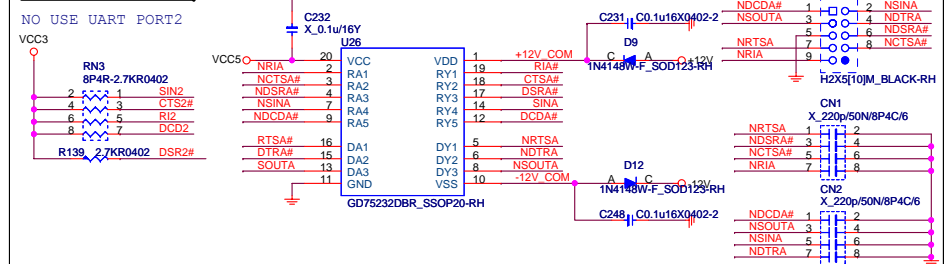 NO USE UART PORT2
VCC3
RN3
8P4R-2.7KR0402
2 1 SIN2
4 3 CTS2#
6 5 RI2
8 7 DCD2
R139 2.7KR0402 DSR2#
C232
X_0.1u/16Y
U26
VCC5
20 VCC VDD 1 +12V_COM
NRIA 2 RA1 RY1 19 RIA#
NCTSA# 3 RA2 RY2 18 CTSA#
NDSRA# 4 RA3 RY3 17 DSRA#
NSINA 7 RA4 RY4 14 SINA
NDCDA# 9 RA5 RY5 12 DCDA#
RTSA# 16 DA1 DY1 5 NRTSA
DTRA# 15 DA2 DY2 6 NDTRA
SOUTA 13 DA3 DY3 8 NSOUTA
11 GND VSS 10 -12V_COM
GD75232DBR_SSOP20-RH
C231 C0.1u16X0402-2
D9
C A +12V
1N4148W-F_SOD123-RH
D12
A C -12V
1N4148W-F_SOD123-RH
C248 C0.1u16X0402-2
NDCDA# 1 2 NSINA
NSOUTA 3 4 NDTRA
5 6 NDSRA#
NRTSA 7 8 NCTSA#
NRIA 9
H2X5[10]M_BLACK-RH
CN1
X_220p/50N/8P4C/6
NRTSA 1 2
NDSRA# 3 4
NCTSA# 5 6
NRIA 7 8
CN2
X_220p/50N/8P4C/6
NDCDA# 1 2
NSOUTA 3 4
NSINA 5 6
NDTRA 7 8